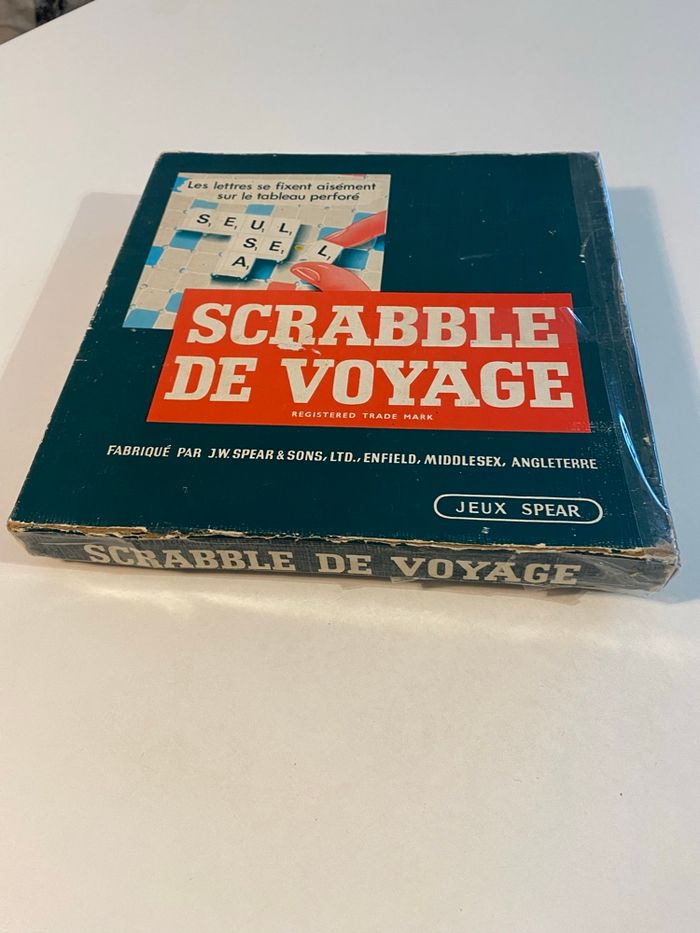 Les lettres se fixent aisément
sur le tableau perforé
SEUL
SEL
A
SCRABBLE
DE VOYAGE
REGISTERED TRADE MARK
FABRIQUÉ PAR J.W. SPEAR & SONS, LTD., ENFIELD, MIDDLESEX, ANGLETERRE
JEUX SPEAR
SCRABBLE DE VOYAGE